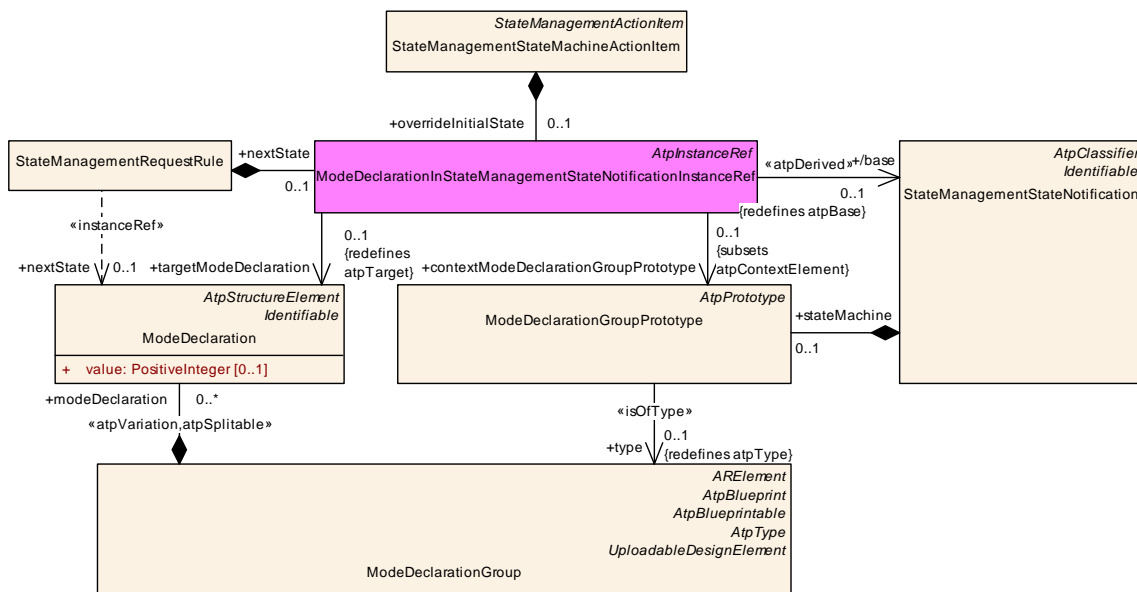 StateManagementActionItem
StateManagementStateMachineActionItem
+overrideInitialState
0..1
StateManagementRequestRule
+nextState
0..1
AtpInstanceRef
ModeDeclarationInStateManagementStateNotificationInstanceRef
«atpDerived»
+/base
0..1
{redefines atpBase}
AtpClassifier
Identifiable
StateManagementStateNotification
«instanceRef»
+nextState
0..1
+targetModeDeclaration
0..1
{redefines
atpTarget}
+contextModeDeclarationGroupPrototype
0..1
{subsets
atpContextElement}
AtpStructureElement
Identifiable
ModeDeclaration
+ value: PositiveInteger [0..1]
AtpPrototype
ModeDeclarationGroupPrototype
+stateMachine
0..1
+modeDeclaration
0..*
«atpVariation,atpSplitable»
«isOfType»
+type
0..1
{redefines atpType}
ARElement
AtpBlueprint
AtpBlueprintable
AtpType
UploadableDesignElement
ModeDeclarationGroup